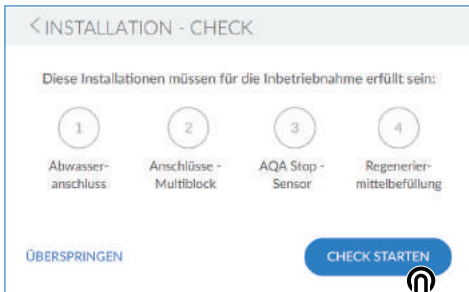 <INSTALLATION - CHECK
Diese Installationen müssen für die Inbetriebnahme erfüllt sein:
1 2 3 4
Abwasser- Anschlüsse - AQA Stop - Regenerier-
anschluss Multiblock Sensor mittelbefüllung
ÜBERSPRINGEN CHECK STARTEN